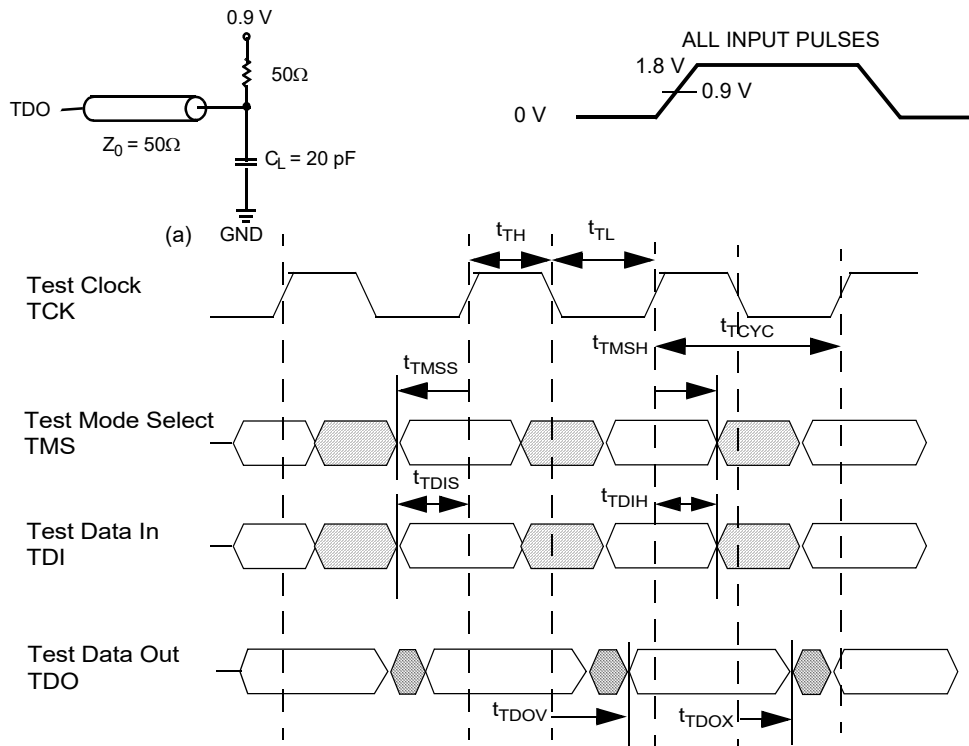 0.9 V
50Ω
TDO
Z0 = 50Ω
CL = 20 pF
(a)
GND
ALL INPUT PULSES
1.8 V
0.9 V
0 V
tTH
tTL
Test Clock
TCK
tTCYC
tTMSH
tTMSS
Test Mode Select
TMS
tTDIS
tTDIH
Test Data In
TDI
Test Data Out
TDO
tTDOV
tTDOX